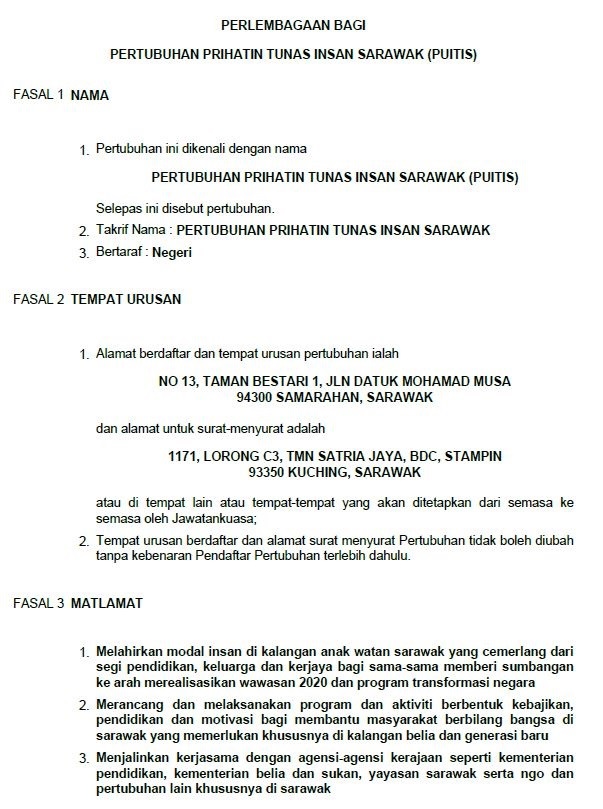 PERLEMBAGAAN BAGI
PERTUBUHAN PRIHATIN TUNAS INSAN SARAWAK (PUITIS)
FASAL 1 NAMA
1. Pertubuhan ini dikenali dengan nama
PERTUBUHAN PRIHATIN TUNAS INSAN SARAWAK (PUITIS)
Selepas ini disebut pertubuhan.
2. Takrif Nama : PERTUBUHAN PRIHATIN TUNAS INSAN SARAWAK
3. Bertaraf : Negeri
FASAL 2 TEMPAT URUSAN
1. Alamat berdaftar dan tempat urusan pertubuhan ialah
NO 13, TAMAN BESTARI 1, JLN DATUK MOHAMAD MUSA
94300 SAMARAHAN, SARAWAK
dan alamat untuk surat-menyurat adalah
1171, LORONG C3, TMN SATRIA JAYA, BDC, STAMPIN
93350 KUCHING, SARAWAK
atau di tempat lain atau tempat-tempat yang akan ditetapkan dari semasa ke
semasa oleh Jawatankuasa;
2. Tempat urusan berdaftar dan alamat surat menyurat Pertubuhan tidak boleh diubah
tanpa kebenaran Pendaftar Pertubuhan terlebih dahulu.
FASAL 3 MATLAMAT
1. Melahirkan modal insan di kalangan anak watan sarawak yang cemerlang dari
segi pendidikan, keluarga dan kerjaya bagi sama-sama memberi sumbangan
ke arah merealisasikan wawasan 2020 dan program transformasi negara
2. Merancang dan melaksanakan program dan aktiviti berbentuk kebajikan,
pendidikan dan motivasi bagi membantu masyarakat berbilang bangsa di
sarawak yang memerlukan khususnya di kalangan belia dan generasi baru
3. Menjalinkan kerjasama dengan agensi-agensi kerajaan seperti kementerian
pendidikan, kementerian belia dan sukan, yayasan sarawak serta ngo dan
pertubuhan lain khususnya di sarawak